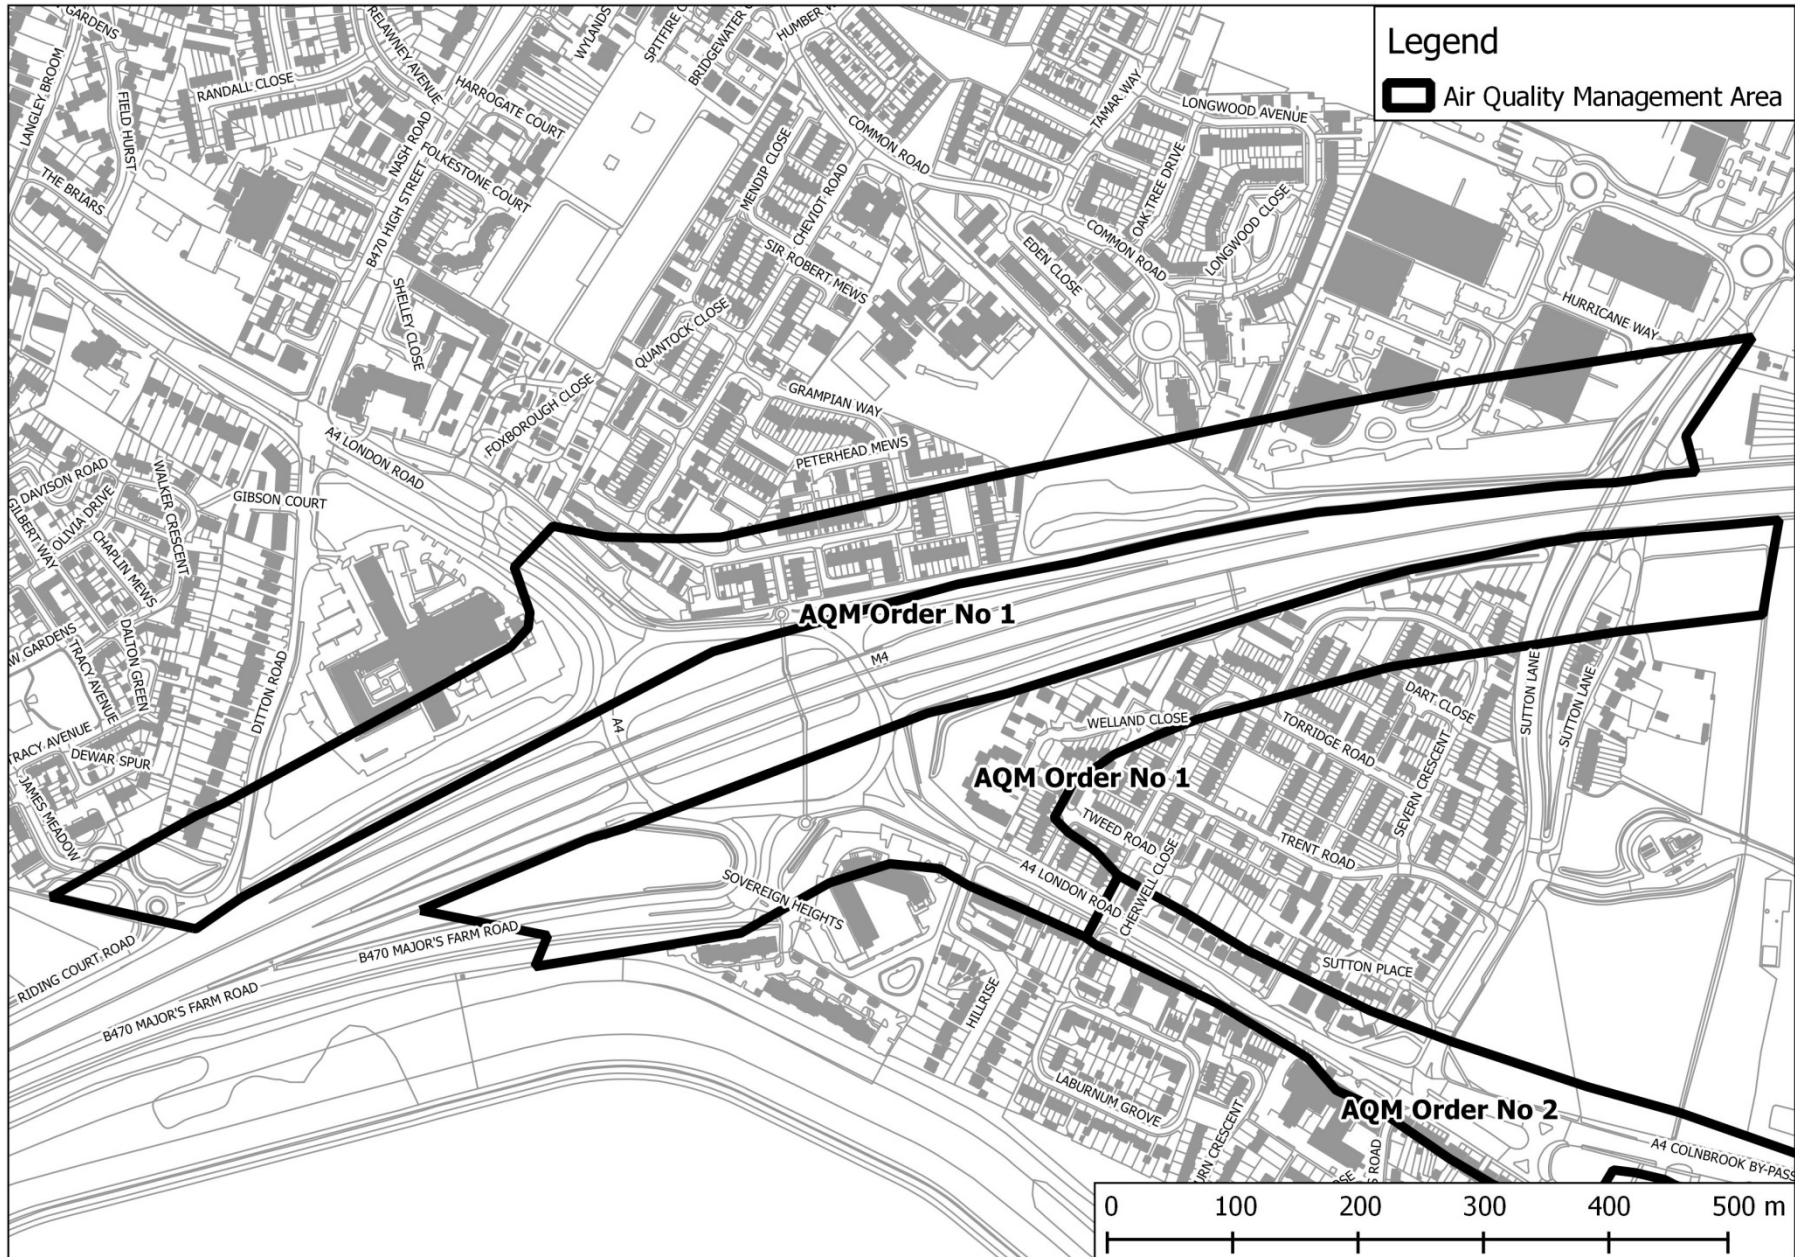 Legend
Air Quality Management Area
GARDENS
RELAWNEY AVENUE
WYLANDS
SPITFIRE C
BRIDGEWATER C
HUMBER W
LANGLEY BROOM
FIELD HURST
RANDALL CLOSE
HARROGATE COURT
NASH ROAD
FOLKESTONE COURT
B470 HIGH STREET
THE BRIARS
MENDIP CLOSE
CHEVIOT ROAD
COMMON ROAD
TAMAR WAY
LONGWOOD AVENUE
OAK TREE DRIVE
LONGWOOD CLOSE
COMMON ROAD
EDEN CLOSE
SIR ROBERT MEWS
SHELLEY CLOSE
QUANTOCK CLOSE
HURRICANE WAY
FOXBOROUGH CLOSE
GRAMPIAN WAY
PETERHEAD MEWS
A4 LONDON ROAD
G DAVISON ROAD
WALKER CRESCENT
GIBSON COURT
OLIVIA DRIVE
GILBERT WAY
CHAPLIN MEWS
DALTON GREEN
AW GARDENS
TRACY AVENUE
TRACY AVENUE
DEWAR SPUR
JAMES MEADOW
DITTON ROAD
AQM Order No 1
M4
A4
WELLAND CLOSE
DART CLOSE
TORRIDGE ROAD
SUTTON LANE
SUTTON LANE
SEVERN CRESCENT
AQM Order No 1
TWEED ROAD
TRENT ROAD
CHERWELL CLOSE
A4 LONDON ROAD
SOVEREIGN HEIGHTS
B470 MAJOR'S FARM ROAD
RIDING COURT ROAD
B470 MAJOR'S FARM ROAD
SUTTON PLACE
HILLRISE
LABURNUM GROVE
AQM Order No 2
URN CRESCENT
S ROAD
A4 COLNBROOK BY-PASS
0 100 200 300 400 500 m